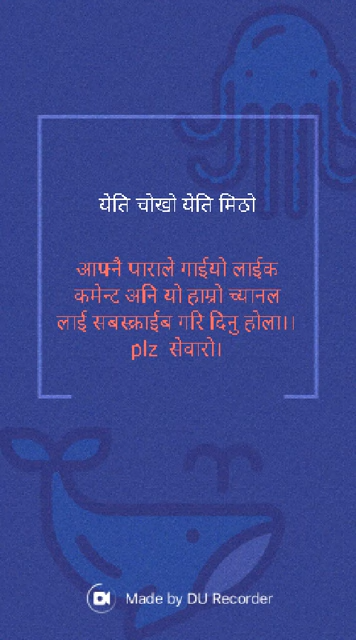 येति चोखो येति मिठो
आफ्नै पाराले गाईयो लाईक
कमेन्ट अनि यो हाम्रो च्यानल
लाई सबस्क्राईब गरि दिनु होला।।
plz सेवारो।
Made by DU Recorder